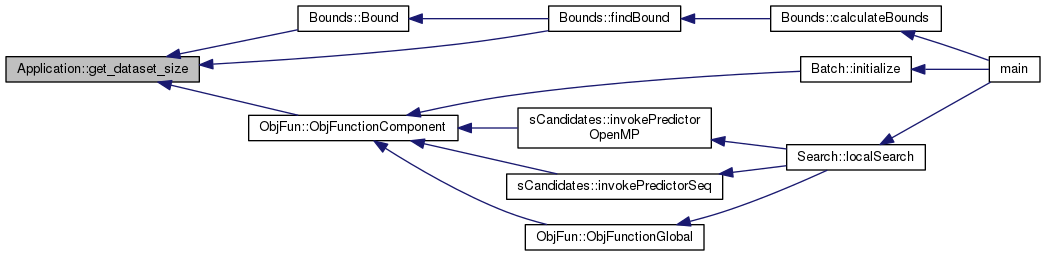 Bounds::Bound
Bounds::findBound
Bounds::calculateBounds
Application::get_dataset_size
Batch::initialize
main
ObjFun::ObjFunctionComponent
sCandidates::invokePredictor
OpenMP
Search::localSearch
sCandidates::invokePredictorSeq
ObjFun::ObjFunctionGlobal